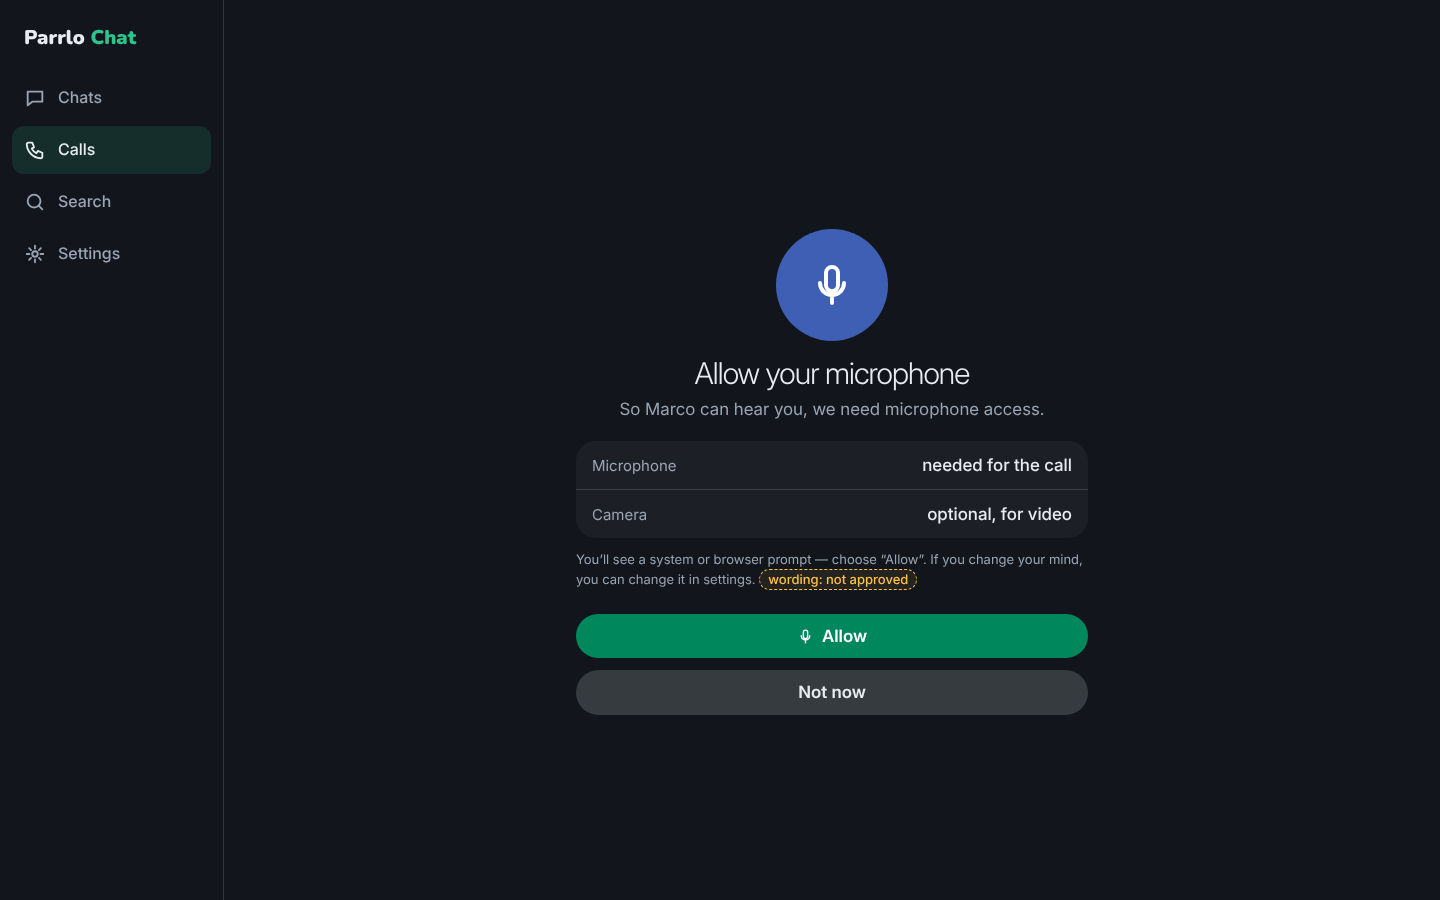 Parrlo Chat
Chats
Calls
Search
Settings
Allow your microphone
So Marco can hear you, we need microphone access.
Microphone needed for the call
Camera optional, for video
You’ll see a system or browser prompt — choose “Allow”. If you change your mind,
you can change it in settings. wording: not approved
Allow
Not now